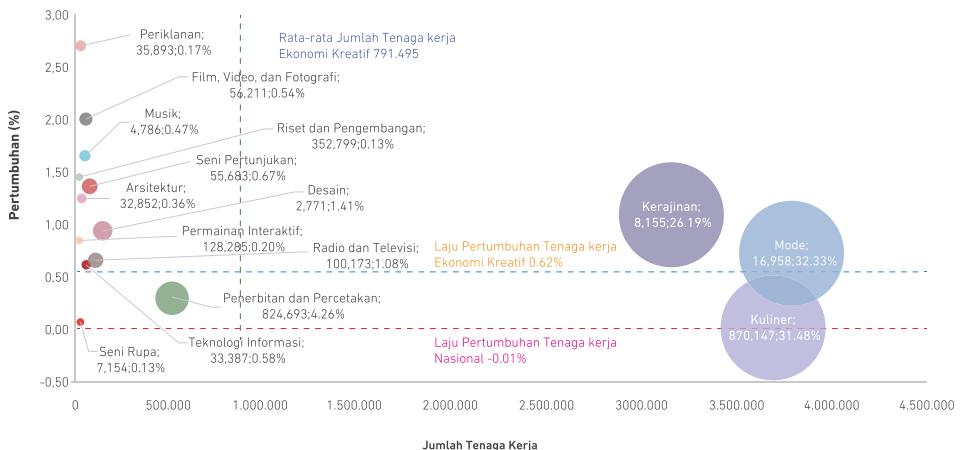 3,00
2,50
2,00
1,50
1,00
0,50
0,00
-0,50
Pertumbuhan (%)
Periklanan;
35,893;0.17%
Rata-rata Jumlah Tenaga kerja
Ekonomi Kreatif 791.495
Film, Video, dan Fotografi;
56,211;0.54%
Musik;
4,786;0.47%
Riset dan Pengembangan;
352,799;0.13%
Seni Pertunjukan;
55,683;0.67%
Arsitektur;
32,852;0.36%
Desain;
2,771;1.41%
Permainan Interaktif;
128,285;0.20%
Radio dan Televisi;
100,173;1.08%
Laju Pertumbuhan Tenaga kerja
Ekonomi Kreatif 0.62%
Kerajinan;
8,155;26.19%
Mode;
16,958;32.33%
Penerbitan dan Percetakan;
824,693;4.26%
Kuliner;
870,147;31.48%
Teknologi Informasi;
33,387;0.58%
Laju Pertumbuhan Tenaga kerja
Nasional -0.01%
Seni Rupa;
7,154;0.13%
0
500.000
1.000.000
1.500.000
2.000.000
2.500.000
3000.000
3.500.000
4.000.000
4.500.000
Jumlah Tenaga Kerja